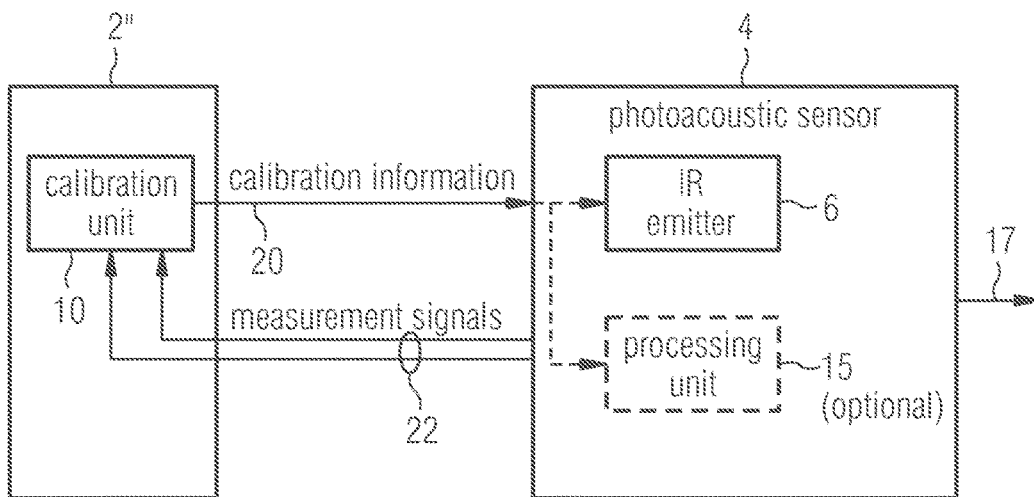 2"
4
photoacoustic sensor
calibration
unit
calibration information
IR
emitter
6
10
20
17
measurement signals
processing
unit
15
(optional)
22